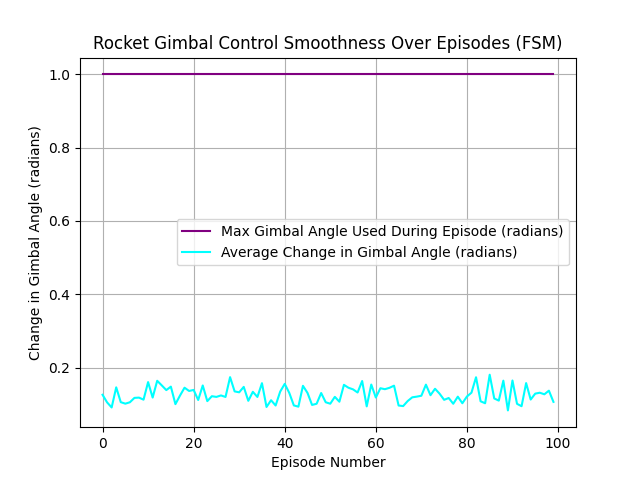 Rocket Gimbal Control Smoothness Over Episodes (FSM)
Change in Gimbal Angle (radians)
1.0
0.8
0.6
0.4
0.2
Max Gimbal Angle Used During Episode (radians)
Average Change in Gimbal Angle (radians)
0 20 40 60 80 100
Episode Number